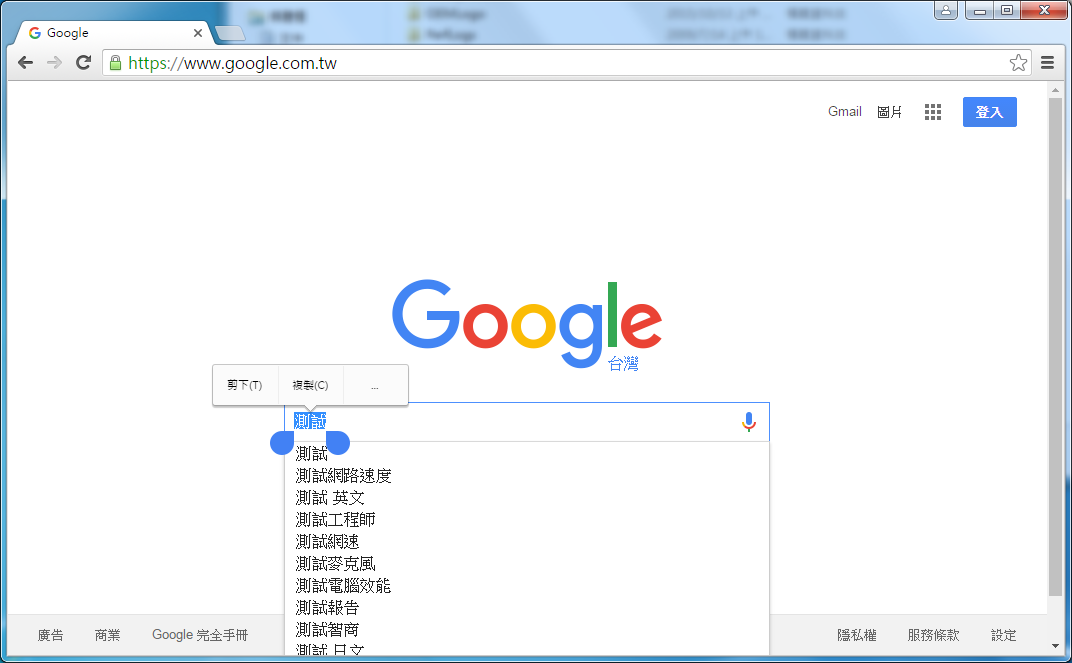 Google
https://www.google.com.tw
Gmail 圖片 登入
Google
台灣
剪下(T) 複製(C) ...
測試
測試
測試網路速度
測試 英文
測試工程師
測試網速
測試麥克風
測試電腦效能
測試報告
測試智商
測試 日文
廣告 商業 Google 完全手冊 隱私權 服務條款 設定